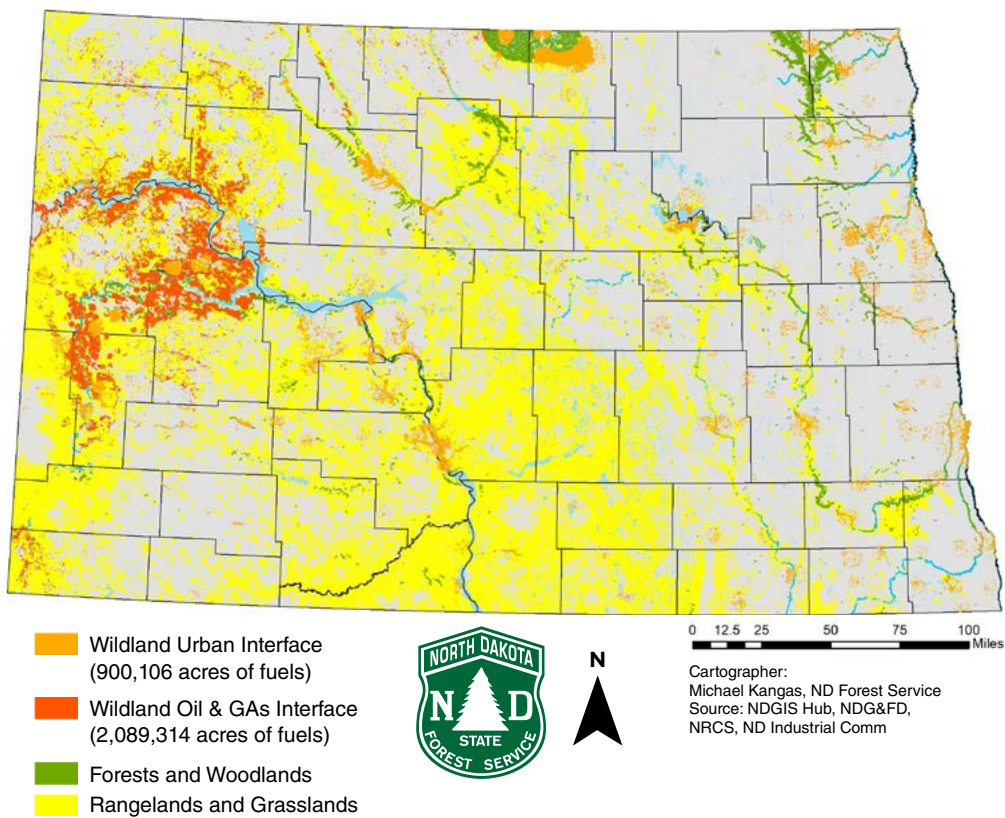 Wildland Urban Interface
(900,106 acres of fuels)
Wildland Oil & GAs Interface
(2,089,314 acres of fuels)
Forests and Woodlands
Rangelands and Grasslands
NORTH DAKOTA
N D
STATE
FOREST SERVICE
N
0 12.5 25 50 75 100
Miles
Cartographer:
Michael Kangas, ND Forest Service
Source: NDGIS Hub, NDG&FD,
NRCS, ND Industrial Comm